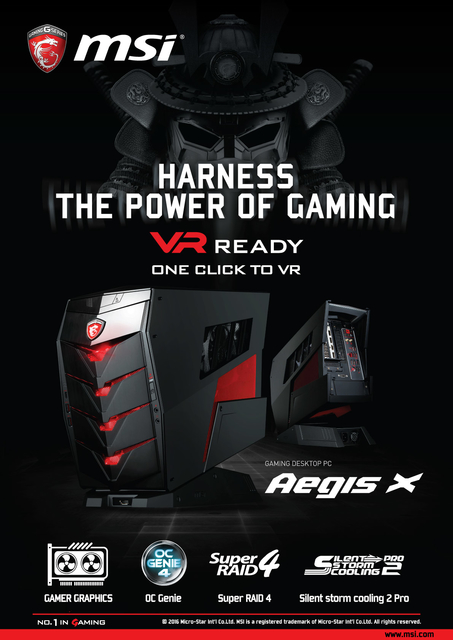 GAMING G SERIES
msi®
HARNESS
THE POWER OF GAMING
VR READY
ONE CLICK TO VR
GAMING DESKTOP PC
Aegis X
OC
GENIE
4
Super
RAID 4
SILENT PRO
STORM
COOLING 2
GAMER GRAPHICS
OC Genie
Super RAID 4
Silent storm cooling 2 Pro
NO.1 IN GAMING
© 2016 Micro-Star Int'l Co.Ltd. MSI is a registered trademark of Micro-Star Int'l Co.Ltd. All rights reserved.
www.msi.com